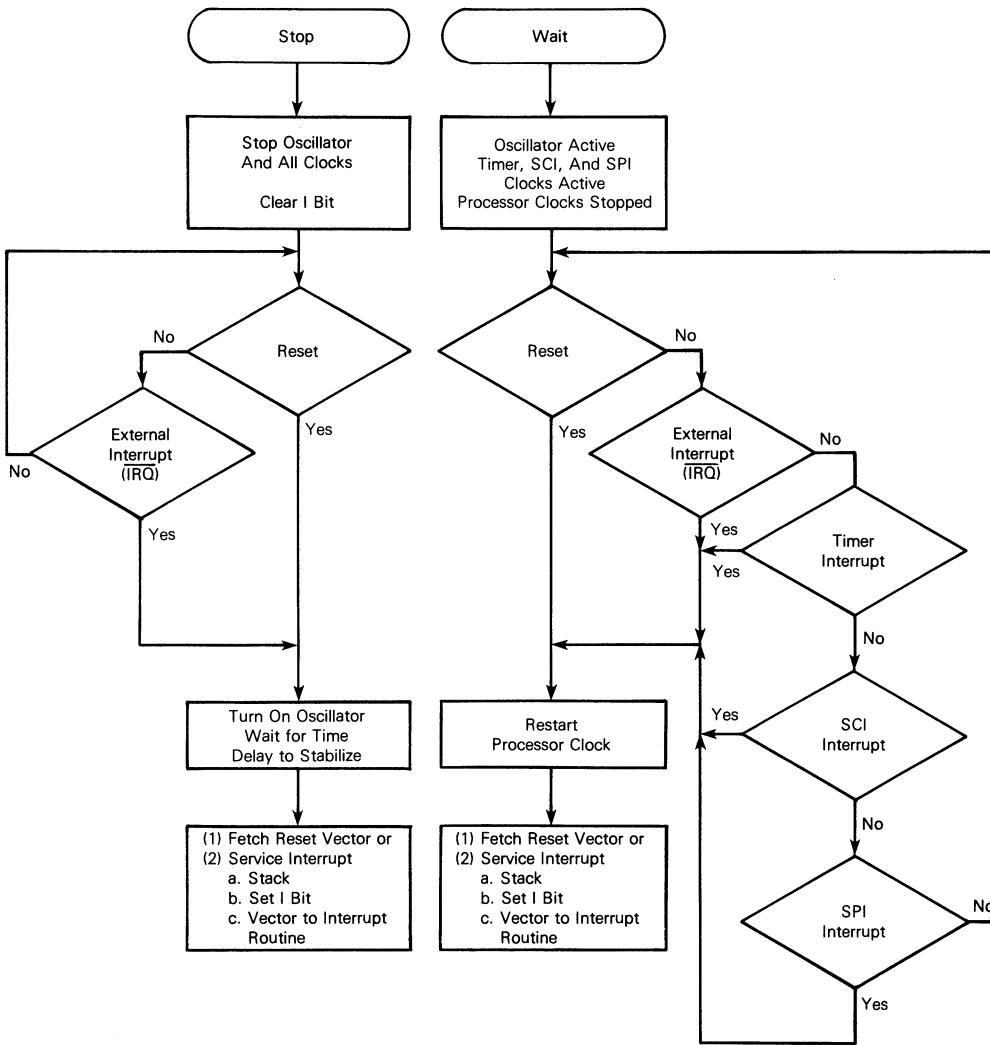 Stop
Stop Oscillator
And All Clocks
Clear I Bit
Reset
No
Yes
External
Interrupt
(IRQ)
No
Yes
Turn On Oscillator
Wait for Time
Delay to Stabilize
(1) Fetch Reset Vector or
(2) Service Interrupt
a. Stack
b. Set I Bit
c. Vector to Interrupt
Routine
Wait
Oscillator Active
Timer, SCI, And SPI
Clocks Active
Processor Clocks Stopped
Reset
No
Yes
External
Interrupt
(IRQ)
No
Yes
Timer
Interrupt
Yes
No
SCI
Interrupt
Yes
No
SPI
Interrupt
No
Yes
Restart
Processor Clock
(1) Fetch Reset Vector or
(2) Service Interrupt
a. Stack
b. Set I Bit
c. Vector to Interrupt
Routine